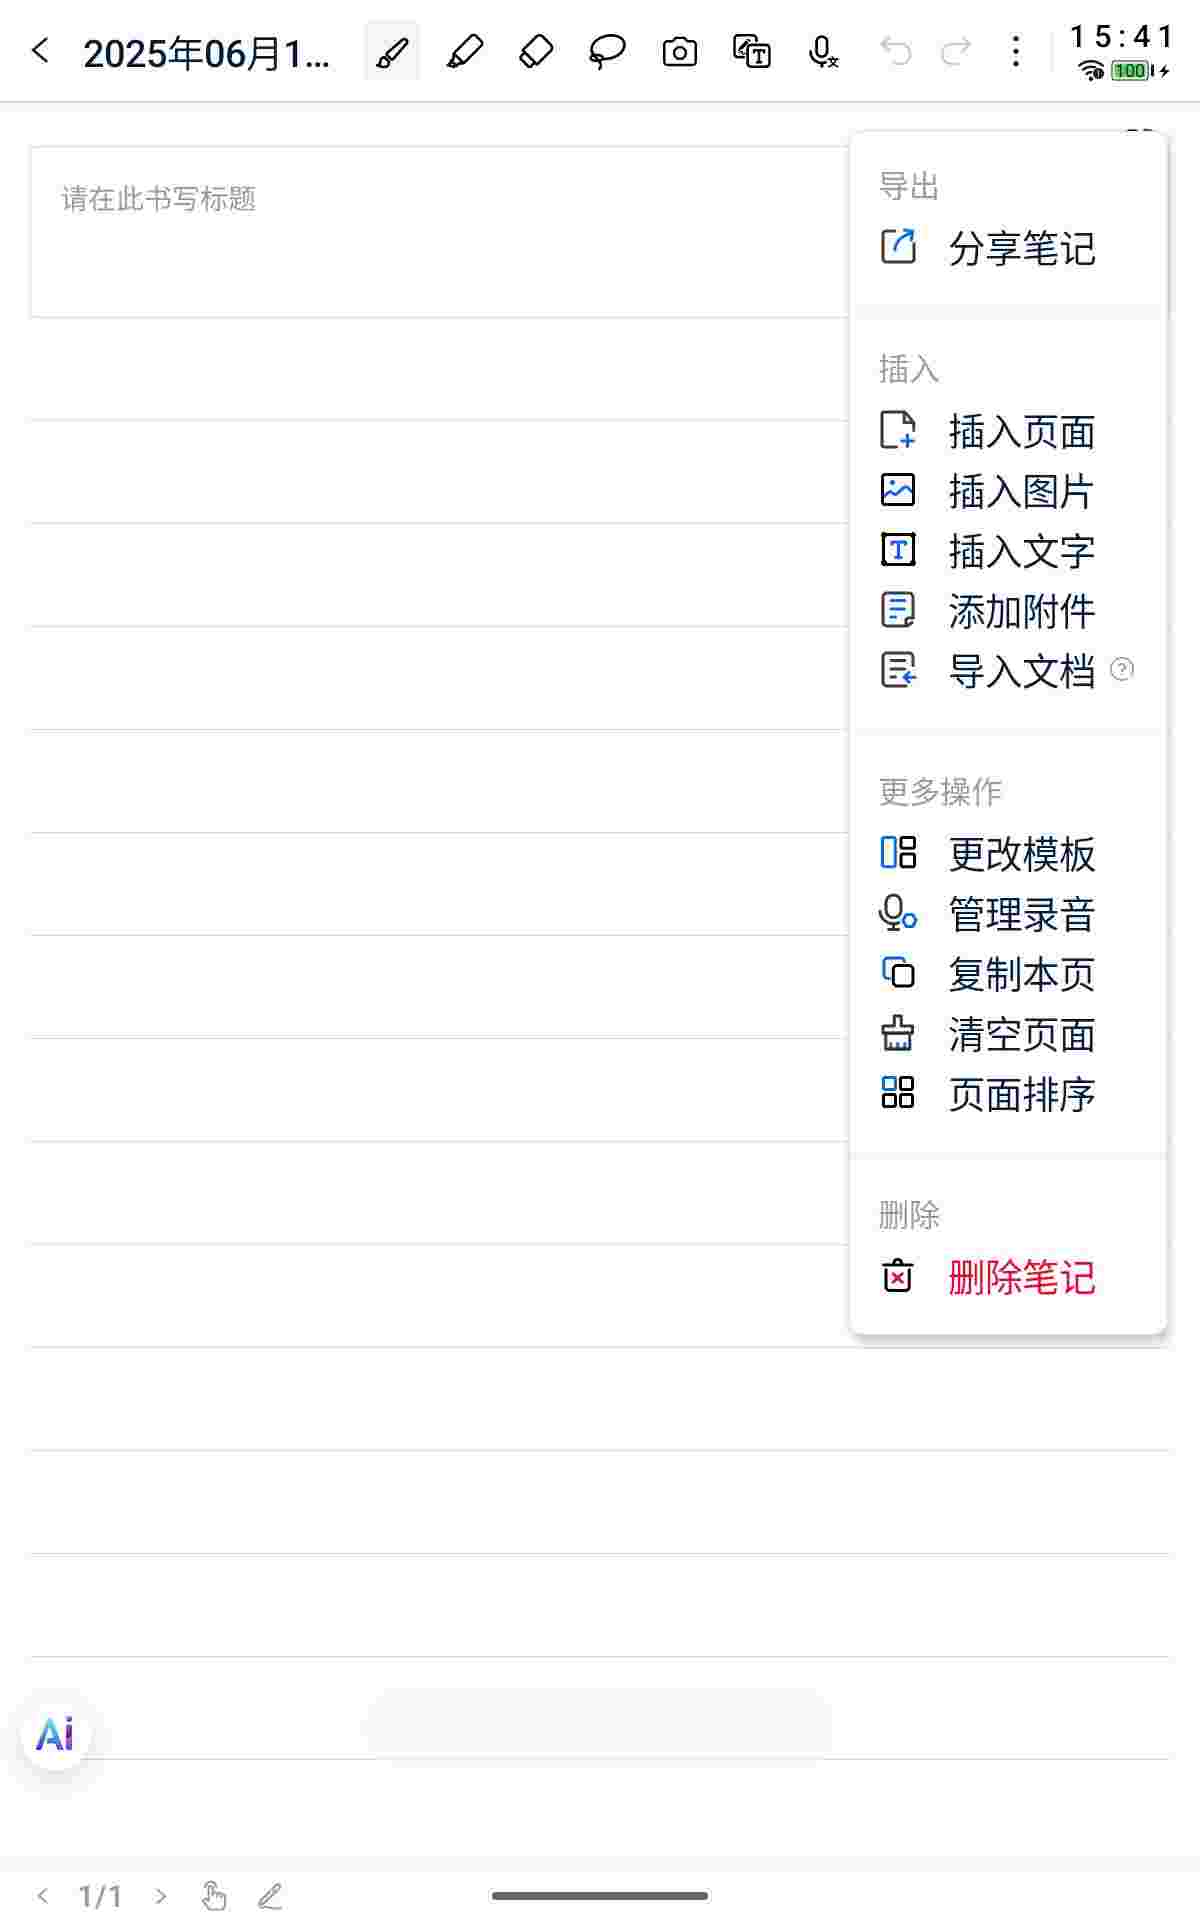 2025年06月1...
15:41
100
请在此书写标题
导出
分享笔记
插入
插入页面
插入图片
插入文字
添加附件
导入文档
更多操作
更改模板
管理录音
复制本页
清空页面
页面排序
删除
删除笔记
Ai
1/1